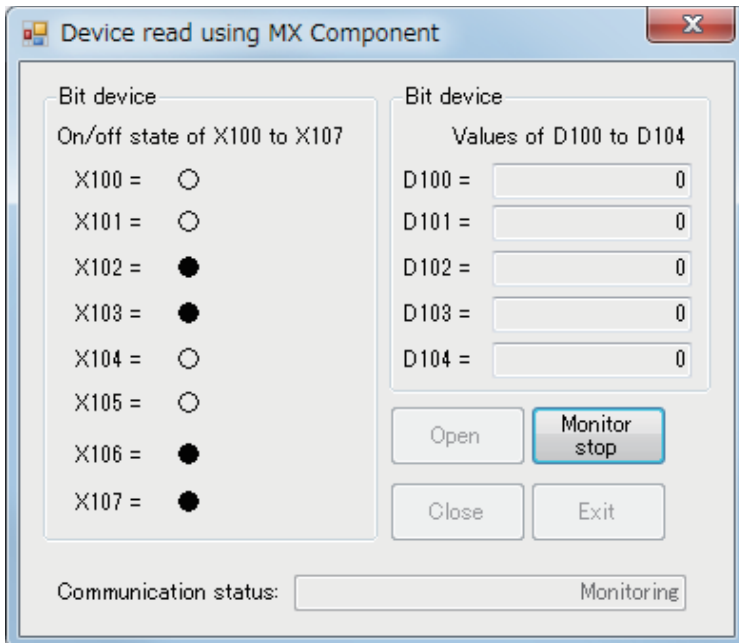 Device read using MX Component
Bit device
On/off state of X100 to X107
X100 = ○
X101 = ○
X102 = ●
X103 = ●
X104 = ○
X105 = ○
X106 = ●
X107 = ●
Bit device
Values of D100 to D104
D100 = 0
D101 = 0
D102 = 0
D103 = 0
D104 = 0
Open
Monitor
stop
Close
Exit
Communication status: Monitoring